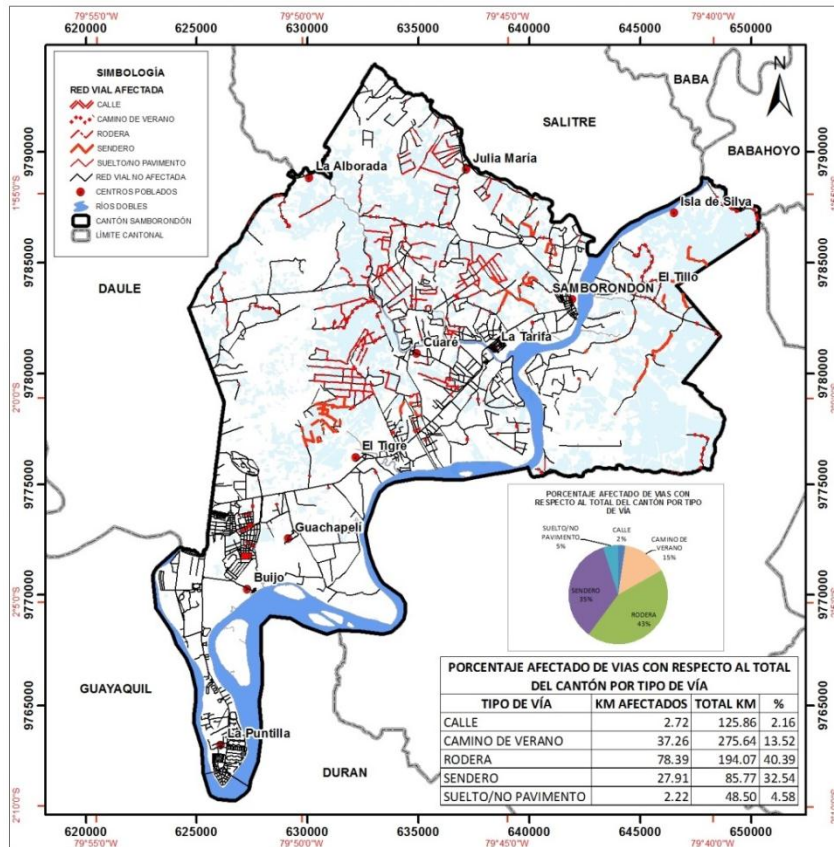 620000 625000 630000 635000 640000 645000 650000
79°55'0"W 79°50'0"W 79°45'0"W 79°40'0"W
SIMBOLOGÍA
RED VIAL AFECTADA
CALLE
CAMINO DE VERANO
RODERA
SENDERO
SUELTO/NO PAVIMENTO
RED VIAL NO AFECTADA
CENTROS POBLADOS
RÍOS DOBLES
CANTÓN SAMBORONDÓN
LÍMITE CANTONAL
N
BABA
SALITRE
BABAHOYO
9790000 9790000
La Alborada
Julia María
1°55'0"S
Isla de Silva
9785000 9785000
DAULE
El Tillo
SAMBORONDON
La Tarifa
Cuaré
9780000 9780000
2°0'0"S
El Tigre
9775000 9775000
PORCENTAJE AFECTADO DE VIAS CON
RESPECTO AL TOTAL DEL CANTÓN POR TIPO
DE VÍA
SUELTO/NO
PAVIMENTO
5%
CALLE
2%
CAMINO DE
VERANO
15%
SENDERO
35%
RODERA
43%
Guachapelí
Buijo
9770000 9770000
2°5'0"S
GUAYAQUIL
9765000 9765000
La Puntilla
DURAN
PORCENTAJE AFECTADO DE VIAS CON RESPECTO AL TOTAL
DEL CANTÓN POR TIPO DE VÍA
TIPO DE VÍA KM AFECTADOS TOTAL KM %
CALLE 2.72 125.86 2.16
CAMINO DE VERANO 37.26 275.64 13.52
RODERA 78.39 194.07 40.39
SENDERO 27.91 85.77 32.54
SUELTO/NO PAVIMENTO 2.22 48.50 4.58
2°10'0"S
620000 625000 630000 635000 640000 645000 650000
79°55'0"W 79°50'0"W 79°45'0"W 79°40'0"W